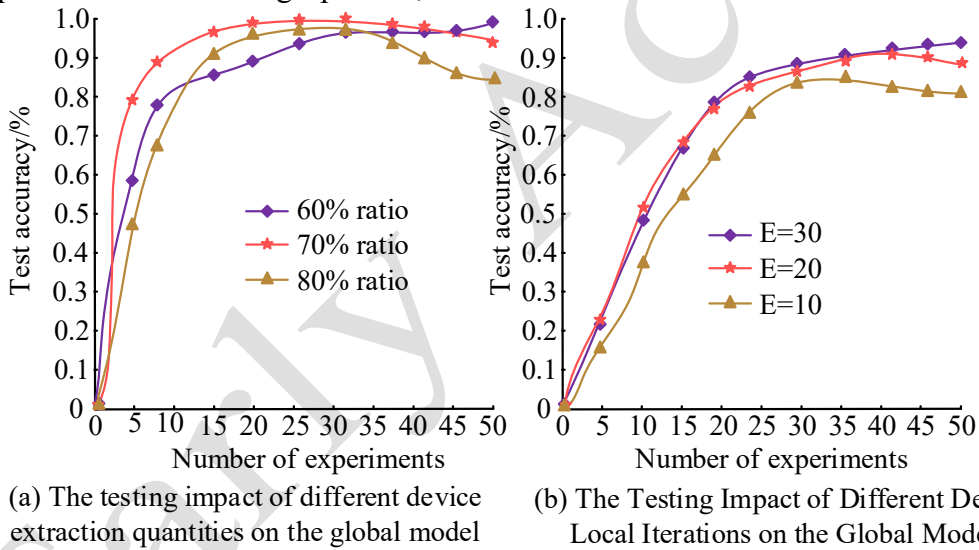 1.0
0.9
0.8
0.7
0.6
0.5
0.4
0.3
0.2
0.1
0
Test accuracy/%
60% ratio
70% ratio
80% ratio
0 5 10 15 20 25 30 35 40 45 50
Number of experiments
(a) The testing impact of different device
extraction quantities on the global model
1.0
0.9
0.8
0.7
0.6
0.5
0.4
0.3
0.2
0.1
0
Test accuracy/%
E=30
E=20
E=10
0 5 10 15 20 25 30 35 40 45 50
Number of experiments
(b) The Testing Impact of Different De
Local Iterations on the Global Mode